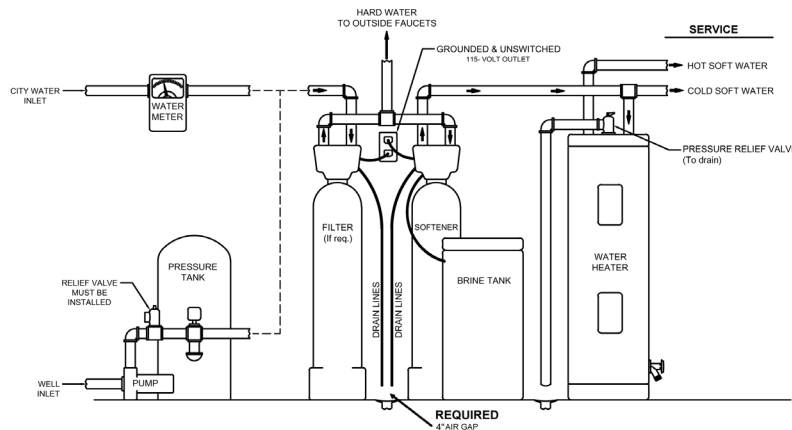 HARD WATER
TO OUTSIDE FAUCETS
SERVICE
GROUNDED & UNSWITCHED
115- VOLT OUTLET
HOT SOFT WATER
CITY WATER
INLET
WATER
METER
COLD SOFT WATER
PRESSURE RELIEF VALV
(To drain)
FILTER
(If req.)
SOFTENER
PRESSURE
TANK
WATER
HEATER
BRINE TANK
RELIEF VALVE
MUST BE
INSTALLED
DRAIN LINES
DRAIN LINES
WELL
INLET
PUMP
REQUIRED
4" AIR GAP